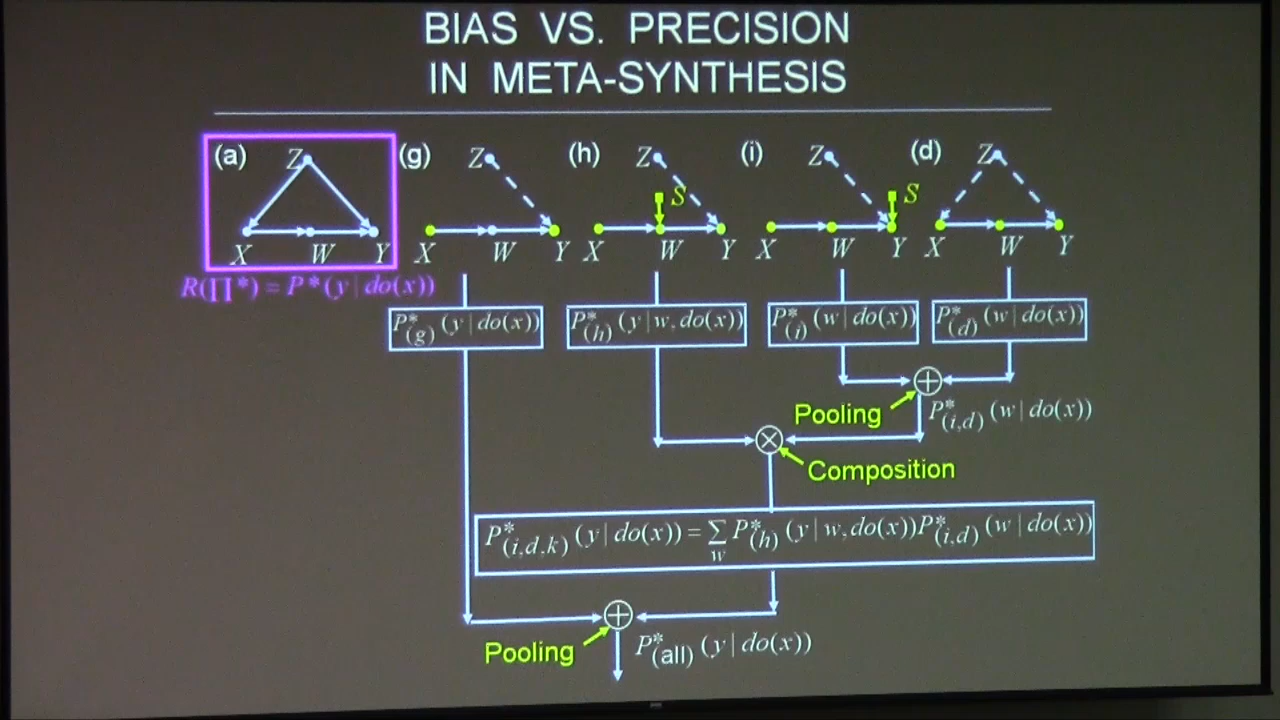 BIAS VS. PRECISION
IN META-SYNTHESIS
(a) Z X W Y
(g) Z X W Y
(h) Z S X W Y
(i) Z S X W Y
(d) Z X W Y
R(∏*) = P*(y | do(x))
P*(g)(y | do(x))
P*(h)(y | w, do(x))
P*(i)(w | do(x))
P*(d)(w | do(x))
Pooling
P*(i,d)(w | do(x))
Composition
P*(i,d,k)(y | do(x)) = ∑w P*(h)(y | w, do(x))P*(i,d)(w | do(x))
Pooling
P*(all)(y | do(x))